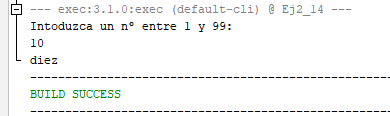 --- exec:3.1.0:exec (default-cli) @ Ej2_14 ---
Intoduzca un nº entre 1 y 99:
10
diez
------------------------------------------------------------------------
BUILD SUCCESS
------------------------------------------------------------------------